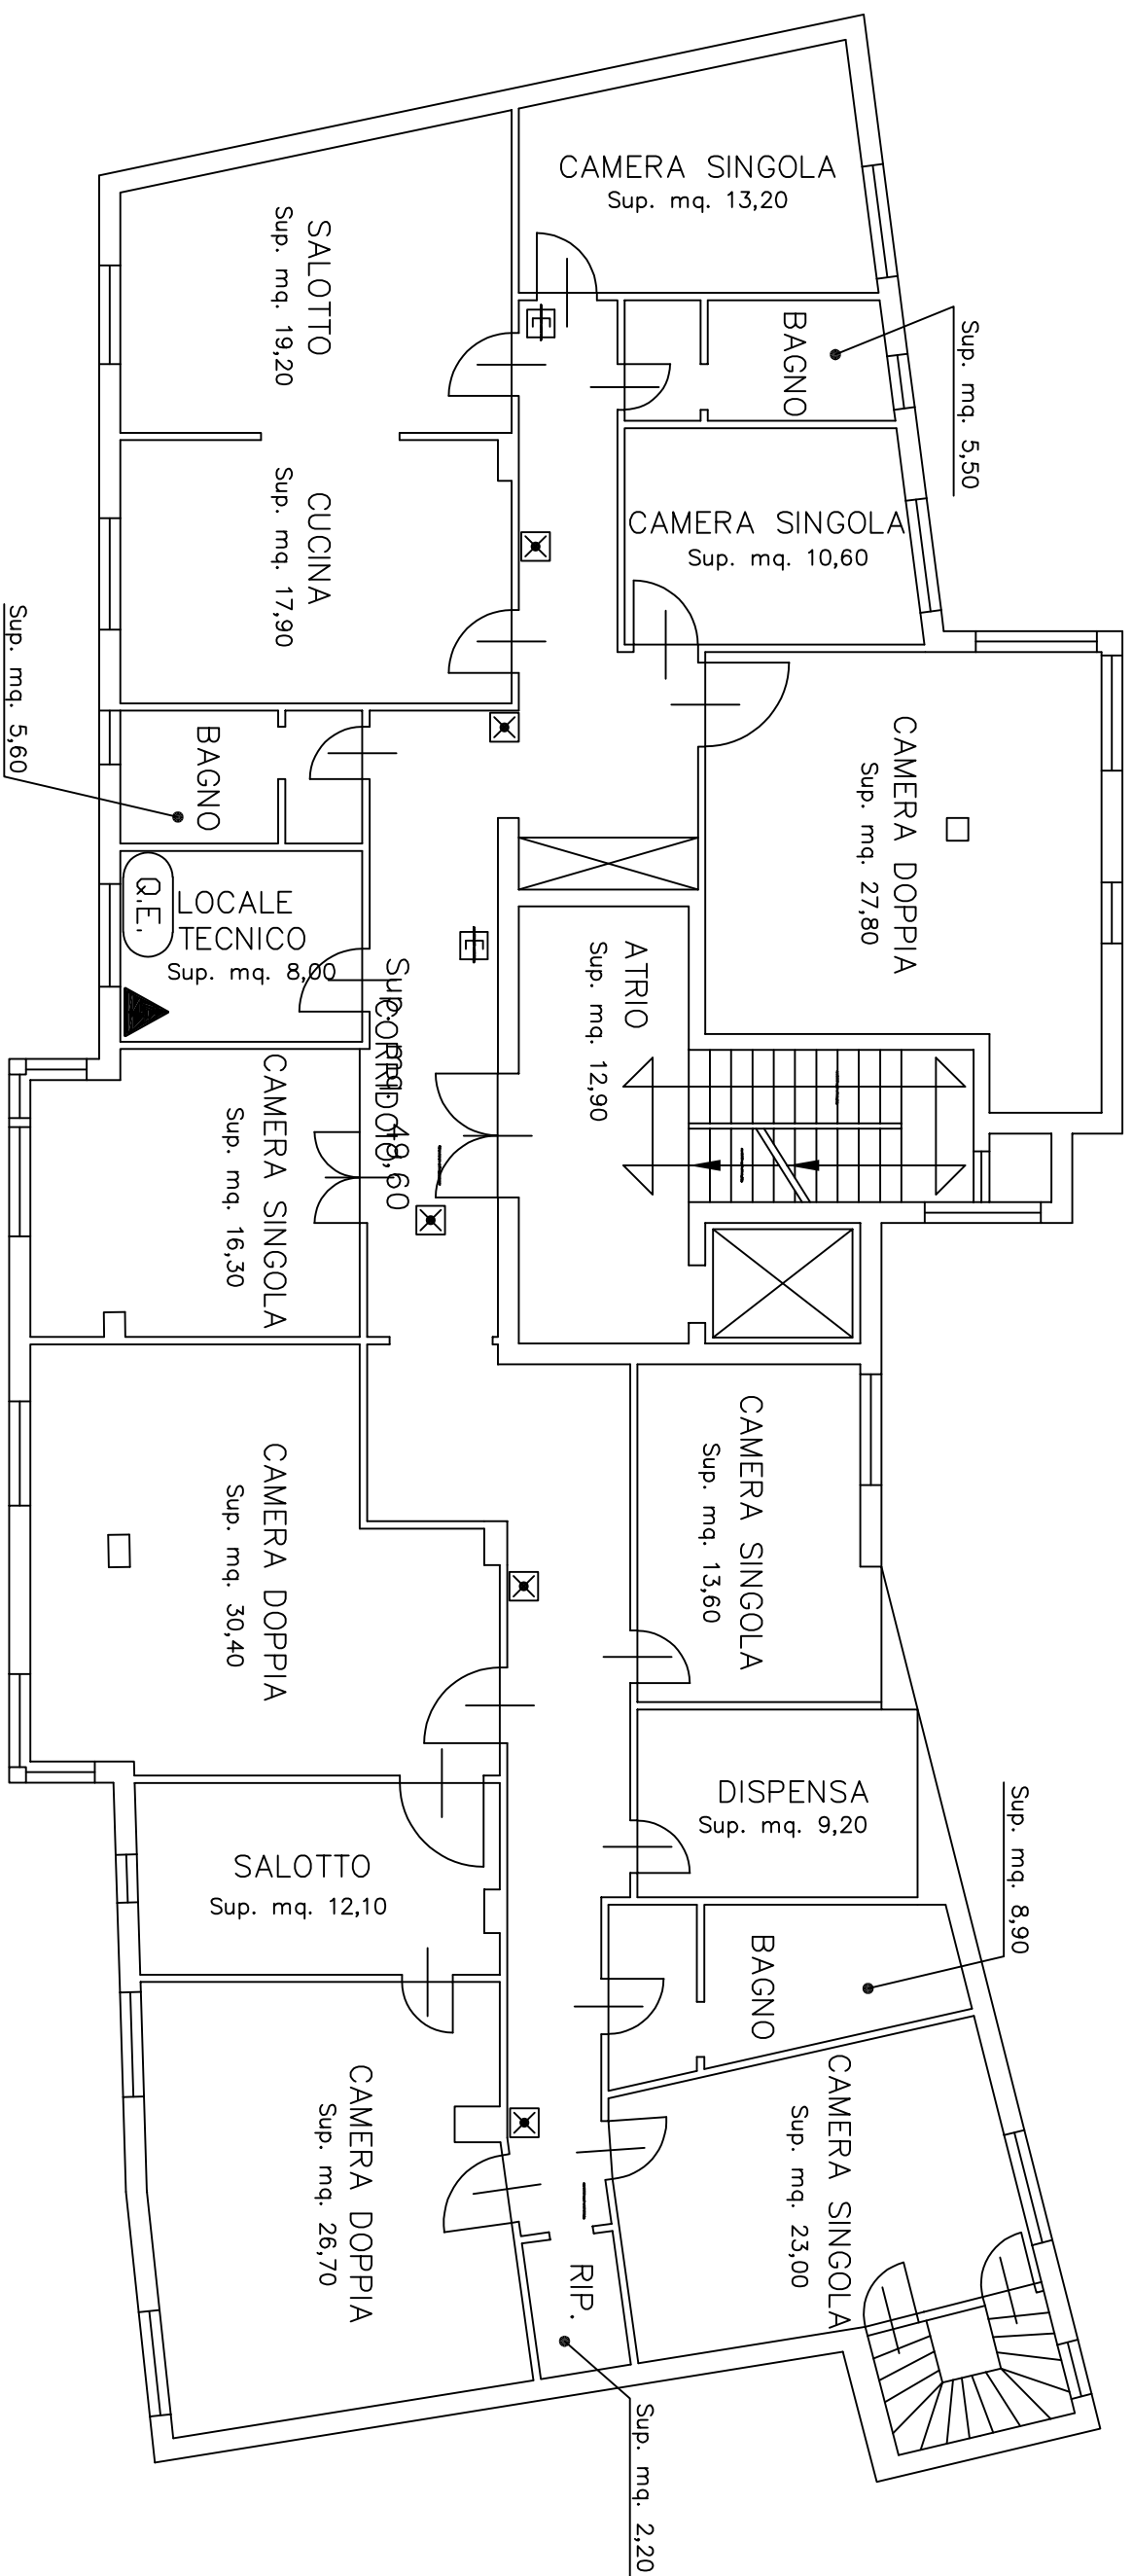 CAMERA SINGOLA
Sup. mq. 13,20
SALOTTO
Sup. mq. 19,20
BAGNO
Sup. mq. 5,50
CAMERA SINGOLA
Sup. mq. 10,60
CUCINA
Sup. mq. 17,90
Sup. mq. 5,60
BAGNO
CAMERA DOPPIA
Sup. mq. 27,80
Q.E.
LOCALE
TECNICO
Sup. mq. 8,00
ATRIO
Sup. mq. 12,90
CORRIDOIO
Sup. mq. 48,60
CAMERA SINGOLA
Sup. mq. 16,30
CAMERA SINGOLA
Sup. mq. 13,60
CAMERA DOPPIA
Sup. mq. 30,40
DISPENSA
Sup. mq. 9,20
Sup. mq. 8,90
SALOTTO
Sup. mq. 12,10
BAGNO
CAMERA SINGOLA
Sup. mq. 23,00
CAMERA DOPPIA
Sup. mq. 26,70
RIP.
Sup. mq. 2,20
E
E